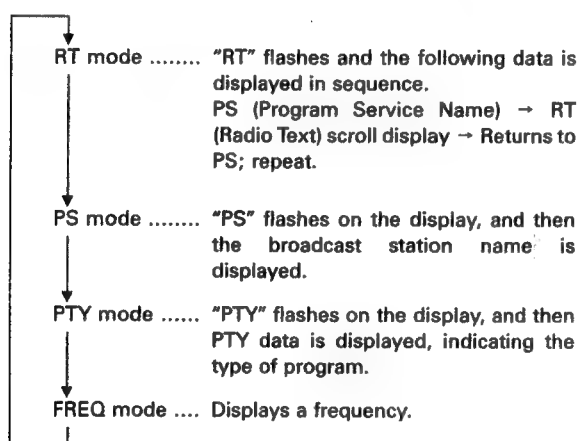 RT mode ........ "RT" flashes and the following data is
displayed in sequence.
PS (Program Service Name) → RT
(Radio Text) scroll display → Returns to
PS; repeat.
PS mode ........ "PS" flashes on the display, and then
the broadcast station name is
displayed.
PTY mode ...... "PTY" flashes on the display, and then
PTY data is displayed, indicating the
type of program.
FREQ mode .... Displays a frequency.